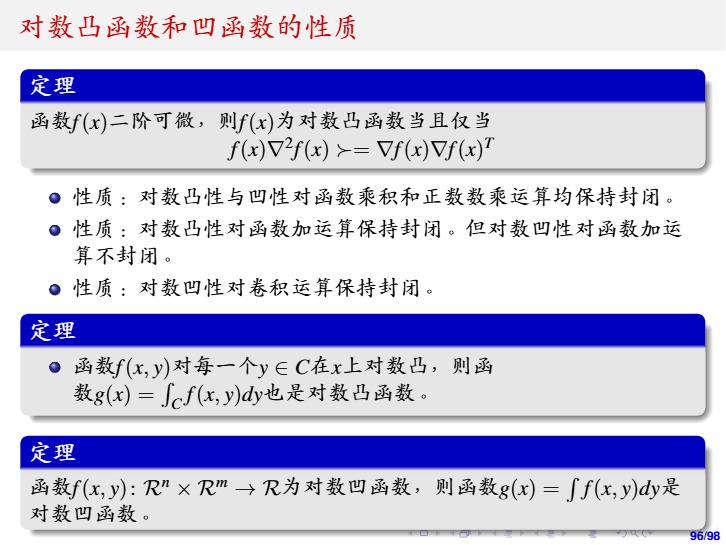 对数凸函数和凹函数的性质
定理
函数f(x)二阶可微，则f(x)为对数凸函数当且仅当
f(x)∇²f(x) ≻= ∇f(x)∇f(x)ᵀ
性质：对数凸性与凹性对函数乘积和正数数乘运算均保持封闭。
性质：对数凸性对函数加运算保持封闭。但对数凹性对函数加运
算不封闭。
性质：对数凹性对卷积运算保持封闭。
定理
函数f(x, y)对每一个y ∈ C在x上对数凸，则函
数g(x) = ∫_C f(x, y)dy也是对数凸函数。
定理
函数f(x, y): Rⁿ × Rᵐ → R为对数凹函数，则函数g(x) = ∫ f(x, y)dy是
对数凹函数。
96/98